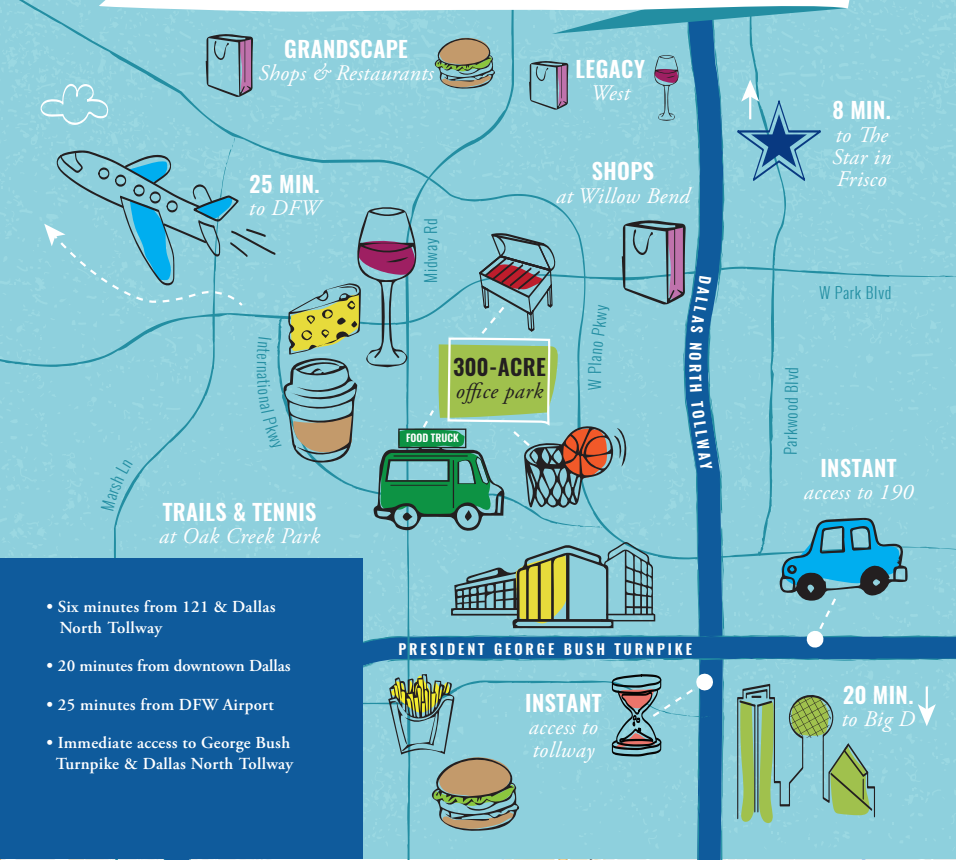 GRANDSCAPE
Shops & Restaurants
LEGACY
West
8 MIN.
to The
Star in
Frisco
25 MIN.
to DFW
SHOPS
at Willow Bend
Midway Rd
W Park Blvd
DALLAS NORTH TOLLWAY
International Pkwy
W Plano Pkwy
300-ACRE
office park
Parkwood Blvd
FOOD TRUCK
Marsh Ln
INSTANT
access to 190
TRAILS & TENNIS
at Oak Creek Park
• Six minutes from 121 & Dallas
North Tollway
• 20 minutes from downtown Dallas
• 25 minutes from DFW Airport
• Immediate access to George Bush
Turnpike & Dallas North Tollway
PRESIDENT GEORGE BUSH TURNPIKE
INSTANT
access to
tollway
20 MIN.
to Big D